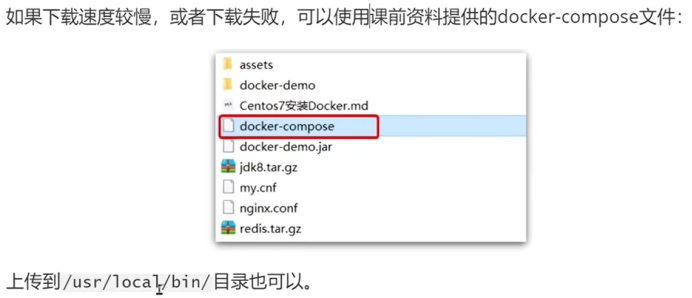 如果下载速度较慢，或者下载失败，可以使用课前资料提供的docker-compose文件：
assets
docker-demo
Centos7安装Docker.md
docker-compose
docker-demo.jar
jdk8.tar.gz
my.cnf
nginx.conf
redis.tar.gz
上传到/usr/local/bin/目录也可以。